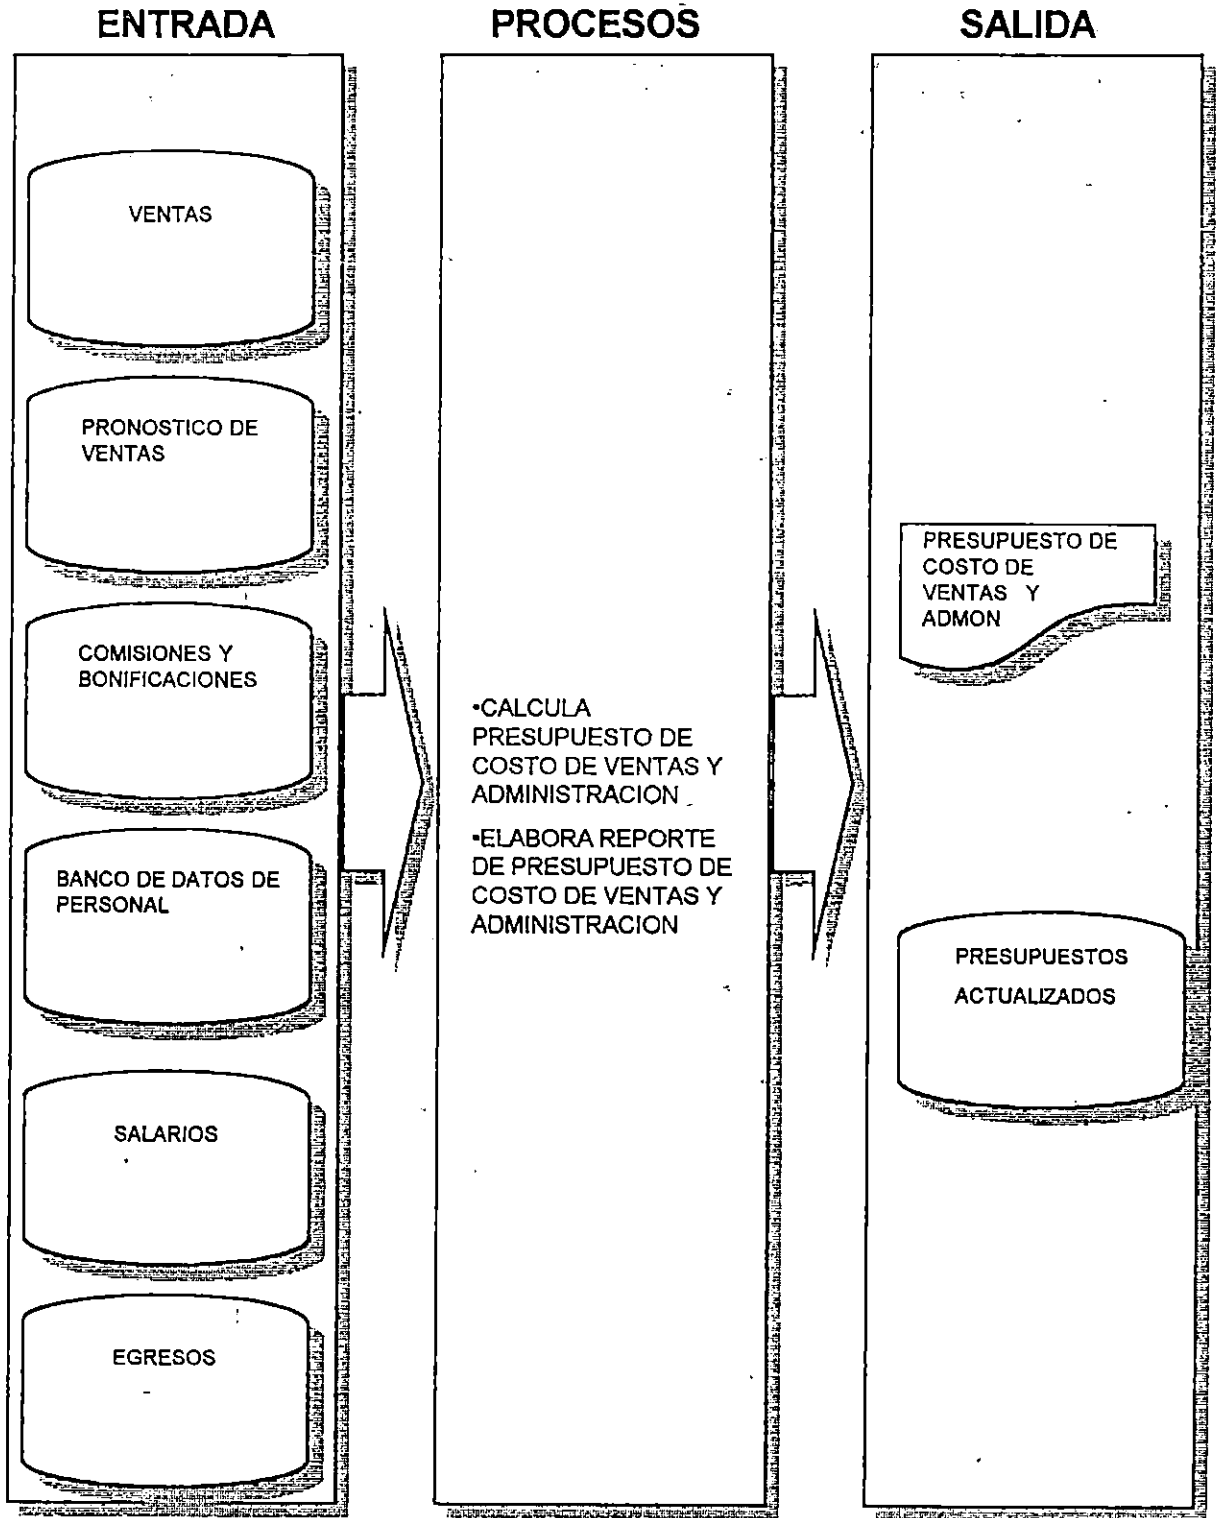 ENTRADA
PROCESOS
SALIDA
VENTAS
PRONOSTICO DE
VENTAS
COMISIONES Y
BONIFICACIONES
BANCO DE DATOS DE
PERSONAL
SALARIOS
EGRESOS
•CALCULA
PRESUPUESTO DE
COSTO DE VENTAS Y
ADMINISTRACION
•ELABORA REPORTE
DE PRESUPUESTO DE
COSTO DE VENTAS Y
ADMINISTRACION
PRESUPUESTO DE
COSTO DE
VENTAS Y
ADMON
PRESUPUESTOS
ACTUALIZADOS